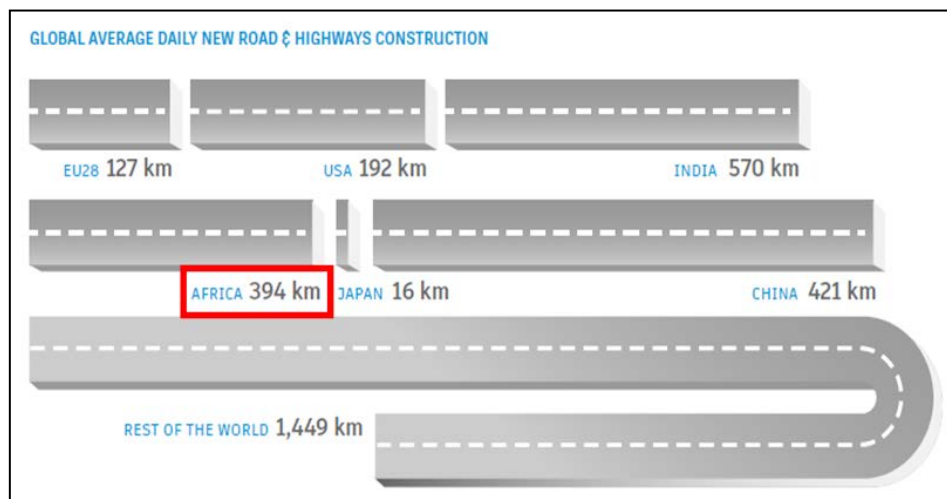 GLOBAL AVERAGE DAILY NEW ROAD & HIGHWAYS CONSTRUCTION
EU28 127 km
USA 192 km
INDIA 570 km
AFRICA 394 km
JAPAN 16 km
CHINA 421 km
REST OF THE WORLD 1,449 km